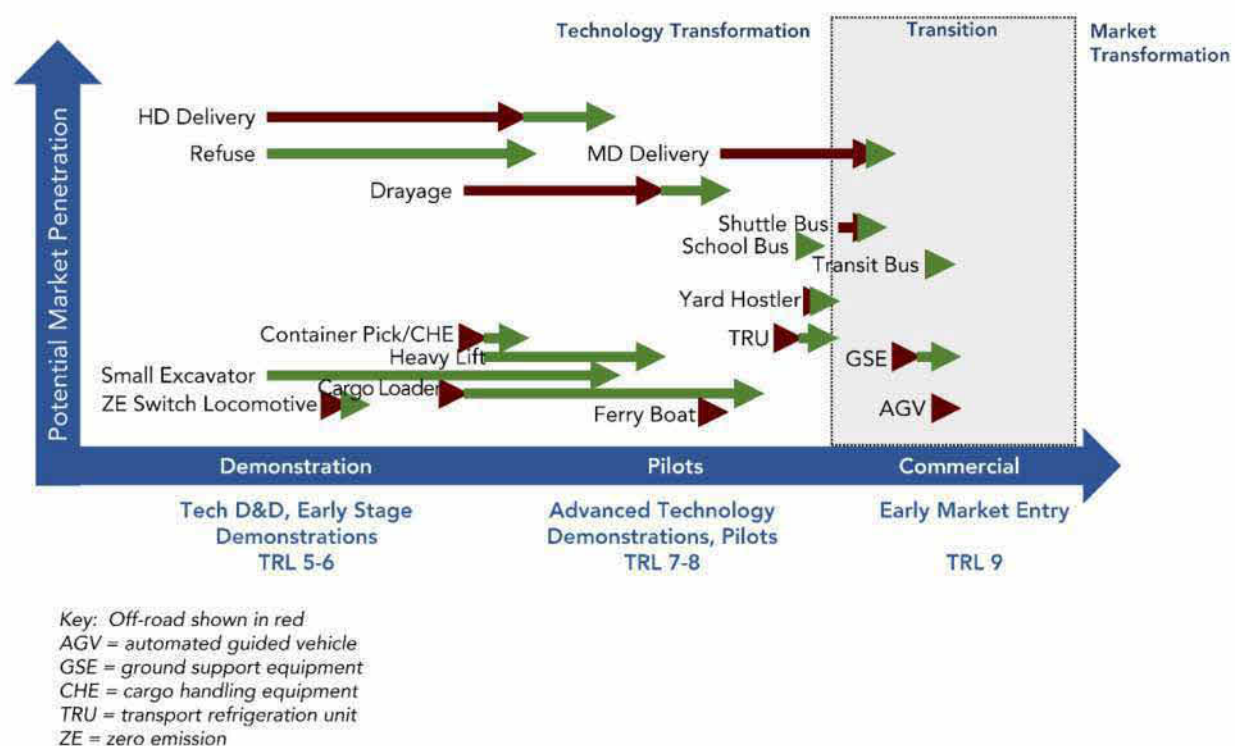 Technology Transformation
Transition
Market
Transformation
Potential Market Penetration
HD Delivery
Refuse
MD Delivery
Drayage
Shuttle Bus
School Bus
Transit Bus
Yard Hostler
Container Pick/CHE
TRU
Heavy Lift
GSE
Small Excavator
Cargo Loader
ZE Switch Locomotive
Ferry Boat
AGV
Demonstration
Pilots
Commercial
Tech D&D, Early Stage
Demonstrations
TRL 5-6
Advanced Technology
Demonstrations, Pilots
TRL 7-8
Early Market Entry
TRL 9
Key: Off-road shown in red
AGV = automated guided vehicle
GSE = ground support equipment
CHE = cargo handling equipment
TRU = transport refrigeration unit
ZE = zero emission